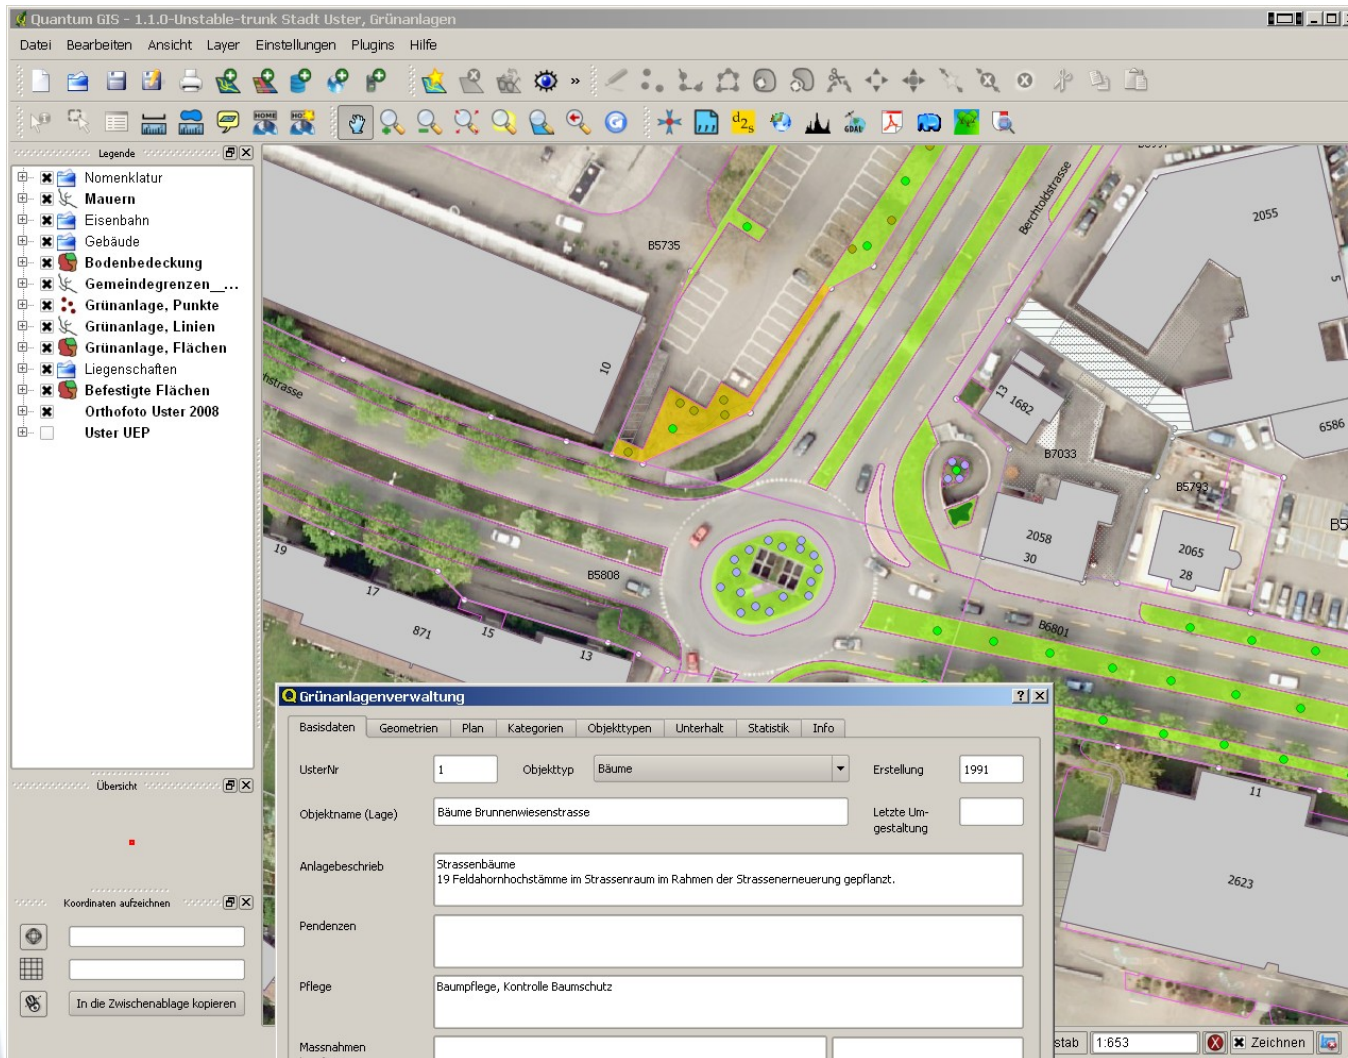 Quantum GIS - 1.1.0-Unstable-trunk Stadt Uster, Grünanlagen
Datei Bearbeiten Ansicht Layer Einstellungen Plugins Hilfe
Legende
Nomenklatur
Mauern
Eisenbahn
Gebäude
Bodenbedeckung
Gemeindegrenzen__...
Grünanlage, Punkte
Grünanlage, Linien
Grünanlage, Flächen
Liegenschaften
Befestigte Flächen
Orthofoto Uster 2008
Uster UEP
Übersicht
Koordinaten aufzeichnen
In die Zwischenablage kopieren
B5735
Berchtoldstrasse
2055
5
10
13
1682
6586
B7033
B5793
2058
30
2065
28
B5
19
17
871
15
13
B5808
B6801
11
2623
Grünanlagenverwaltung
Basisdaten Geometrien Plan Kategorien Objekttypen Unterhalt Statistik Info
UsterNr 1 Objekttyp Bäume Erstellung 1991
Objektname (Lage) Bäume Brunnenwiesenstrasse Letzte Um-
gestaltung
Anlagebeschrieb Strassenbäume
19 Feldahornhochstämme im Strassenraum im Rahmen der Strassenerneuerung gepflanzt.
Pendenzen
Pflege Baumpflege, Kontrolle Baumschutz
Massnahmen
stab 1:653 Zeichnen